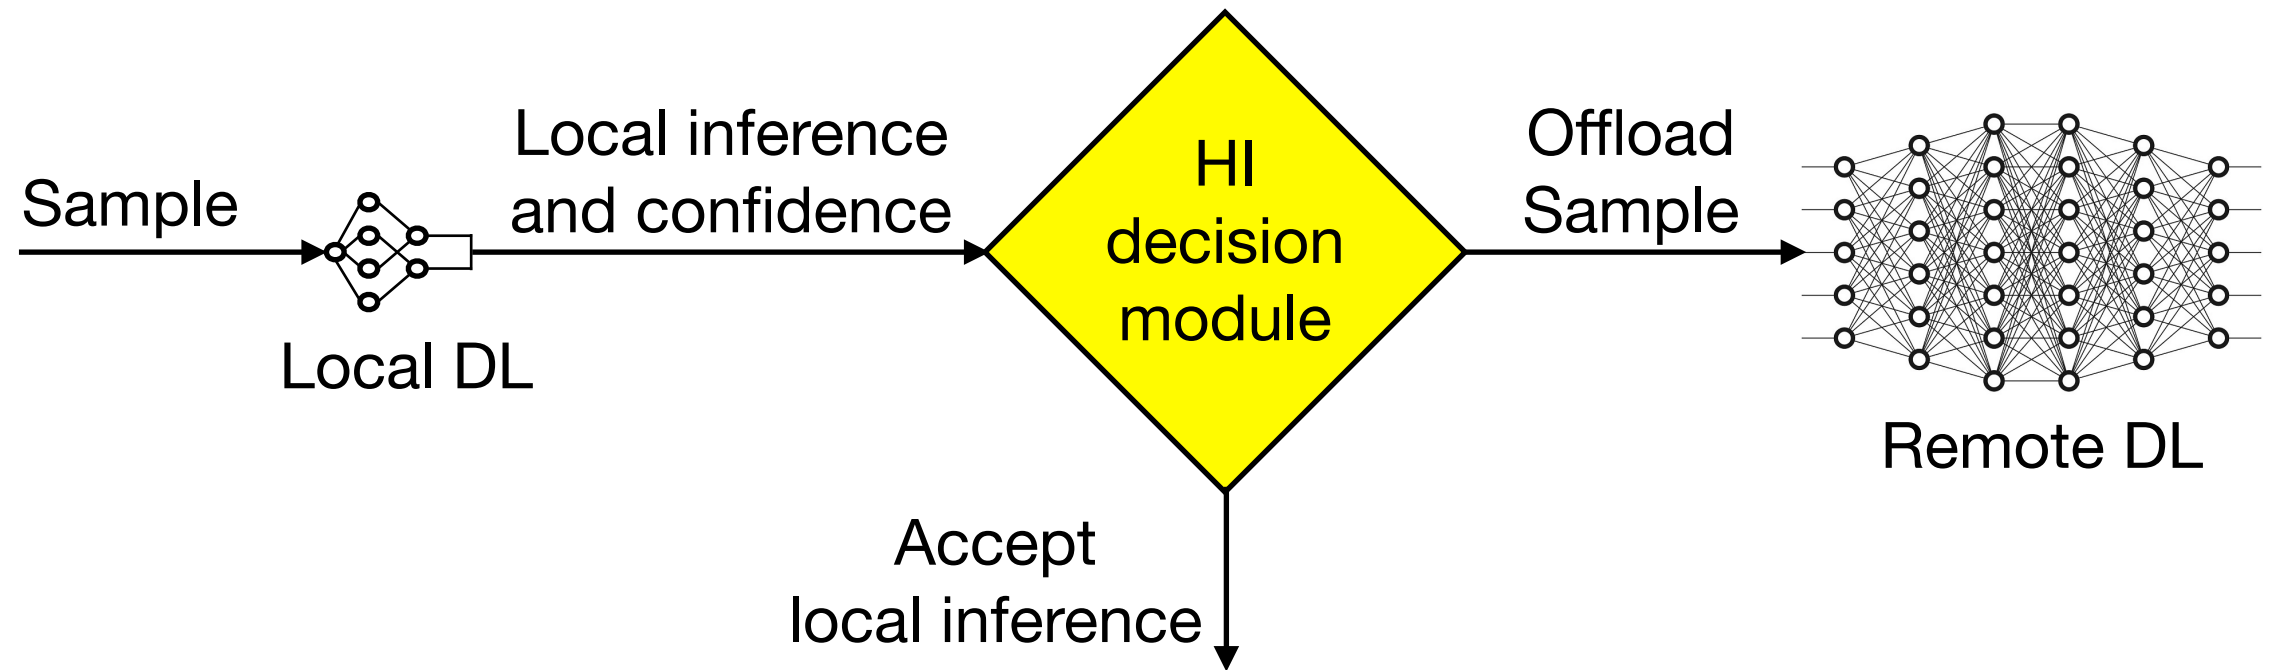 Sample
Local DL
Local inference
and confidence
HI
decision
module
Offload
Sample
Remote DL
Accept
local inference